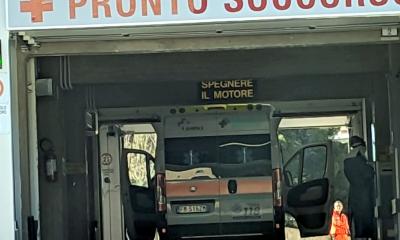 PRONTO SOCCORSO
SPEGNERE
IL MOTORE
118